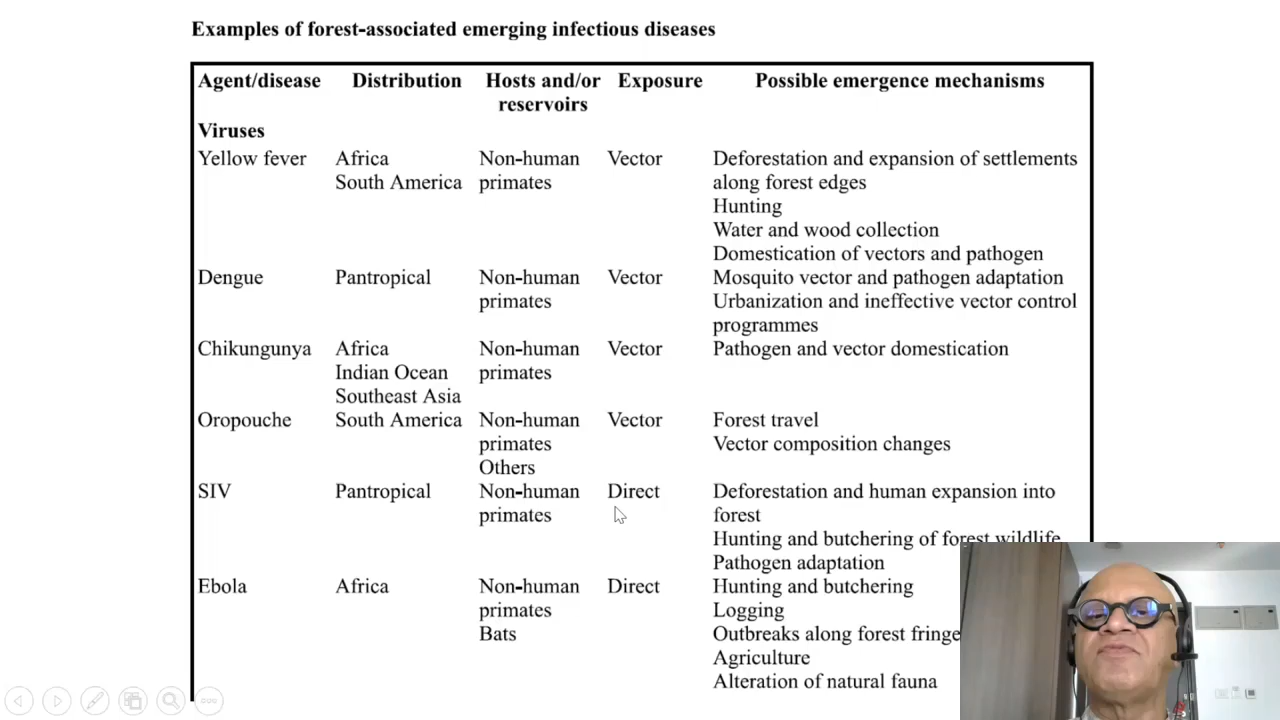 Examples of forest-associated emerging infectious diseases
Agent/disease Distribution Hosts and/or reservoirs Exposure Possible emergence mechanisms
Viruses
Yellow fever Africa Non-human Vector Deforestation and expansion of settlements
South America primates along forest edges
Hunting
Water and wood collection
Domestication of vectors and pathogen
Dengue Pantropical Non-human Vector Mosquito vector and pathogen adaptation
primates Urbanization and ineffective vector control
programmes
Chikungunya Africa Non-human Vector Pathogen and vector domestication
Indian Ocean primates
Southeast Asia
Oropouche South America Non-human Vector Forest travel
primates Vector composition changes
Others
SIV Pantropical Non-human Direct Deforestation and human expansion into
primates forest
Hunting and butchering of forest wildlife
Pathogen adaptation
Ebola Africa Non-human Direct Hunting and butchering
primates Logging
Bats Outbreaks along forest fringe
Agriculture
Alteration of natural fauna